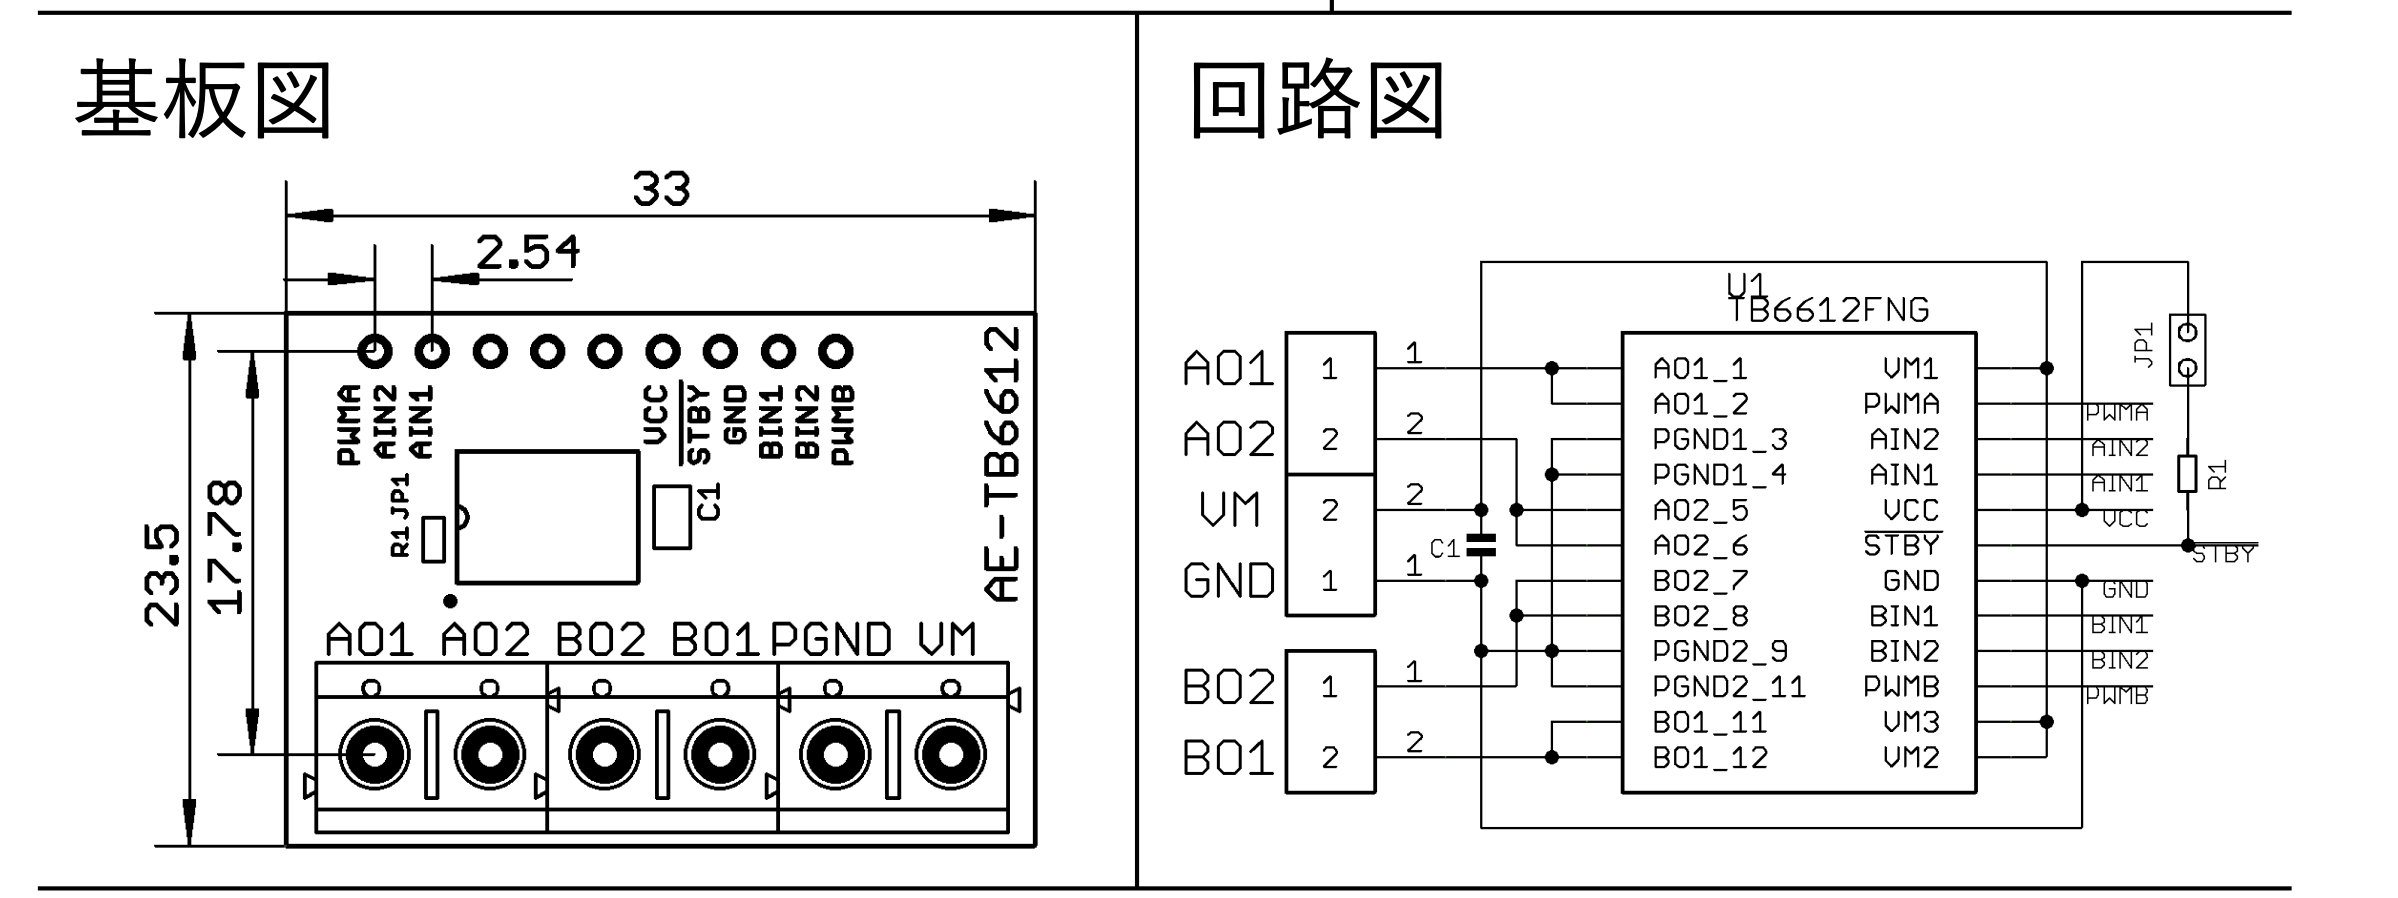 基板図
33
2.54
23.5
17.78
PWMA
AIN2
AIN1
VCC
STBY
GND
BIN1
BIN2
PWMB
AE-TB6612
R1
JP1
C1
AO1 AO2 BO2 BO1 PGND VM
回路図
U1
TB6612FNG
AO1 1 1
AO2 2 2
VM 2 2
GND 1 1
BO2 1 1
BO1 2 2
C1
AO1_1 VM1
AO1_2 PWMA
PGND1_3 AIN2
PGND1_4 AIN1
AO2_5 VCC
AO2_6 STBY
BO2_7 GND
BO2_8 BIN1
PGND2_9 BIN2
PGND2_11 PWMB
BO1_11 VM3
BO1_12 VM2
PWMA
AIN2
AIN1
VCC
STBY
GND
BIN1
BIN2
PWMB
JP1
R1